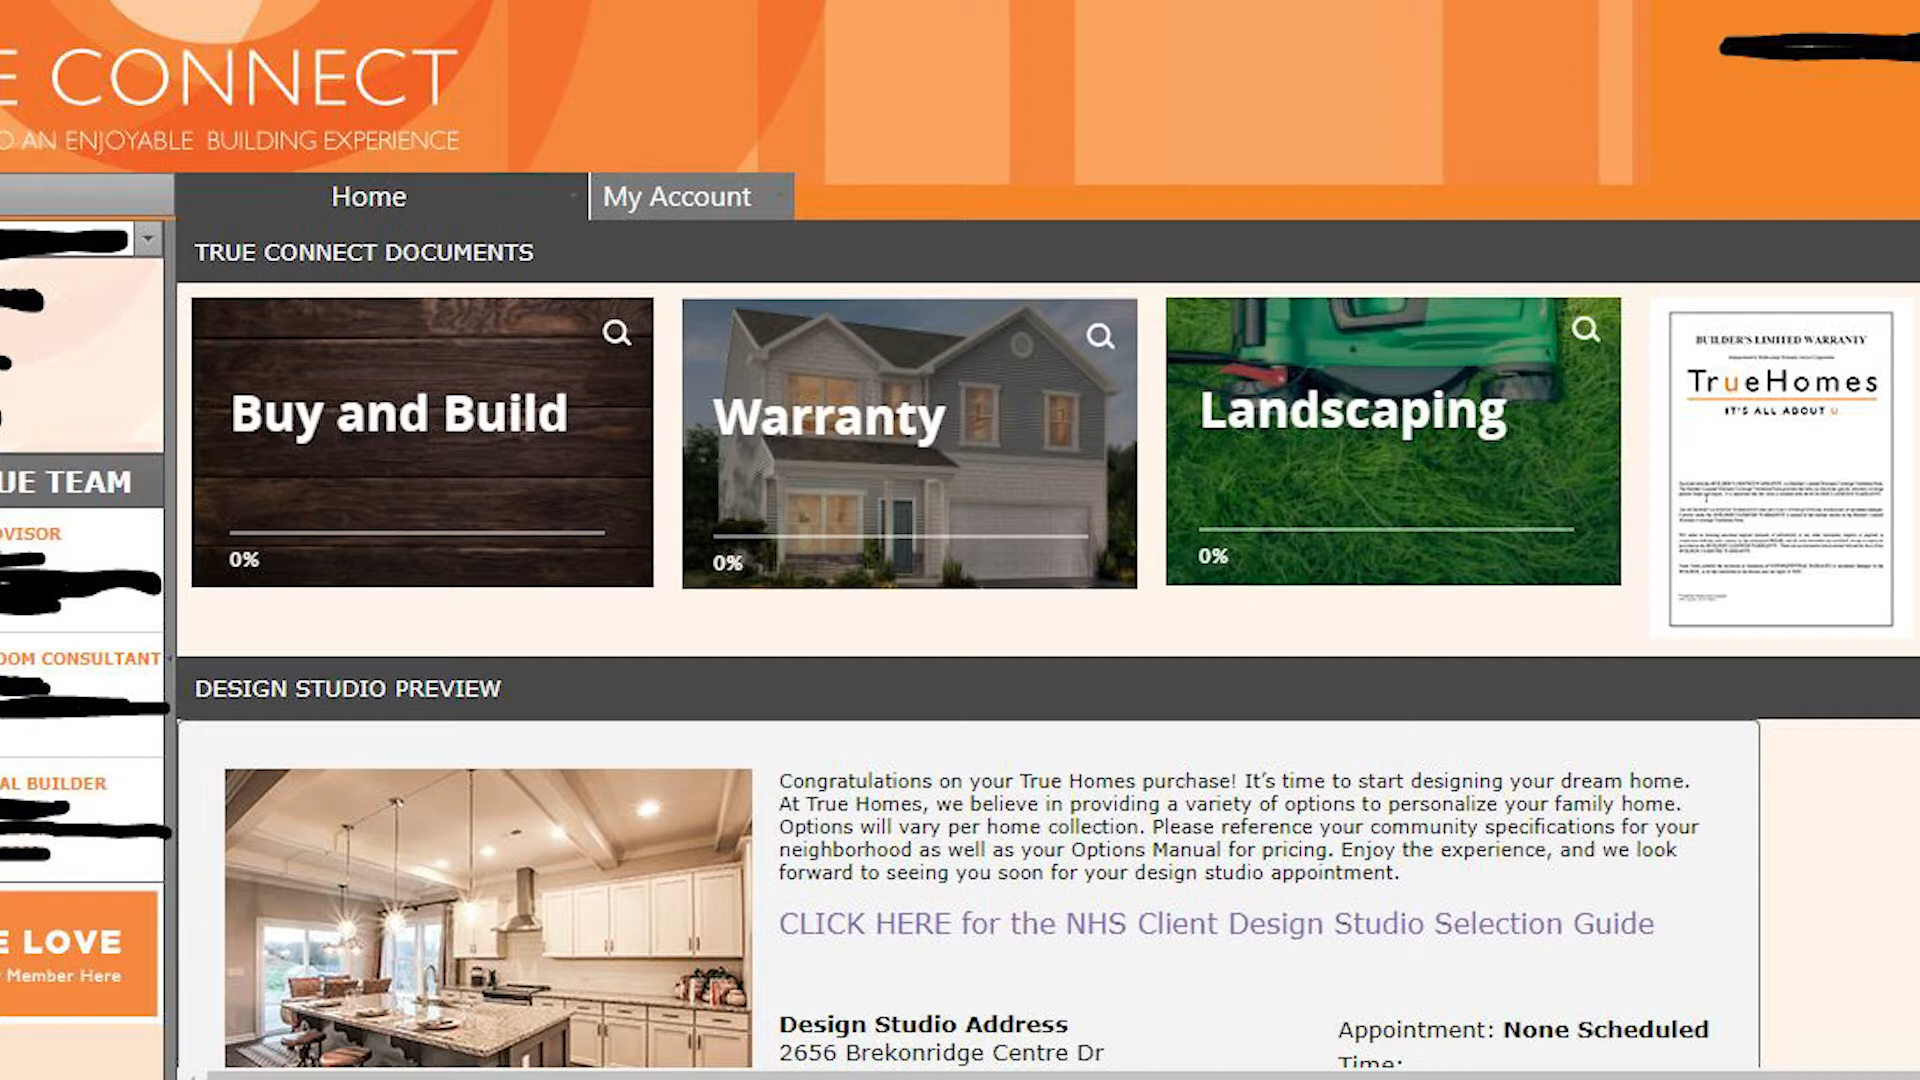 E CONNECT
O AN ENJOYABLE BUILDING EXPERIENCE
Home
My Account
TRUE CONNECT DOCUMENTS
Buy and Build
0%
Warranty
0%
Landscaping
0%
BUILDER'S LIMITED WARRANTY
TrueHomes
IT'S ALL ABOUT U
UE TEAM
VISOR
OOM CONSULTANT
AL BUILDER
E LOVE
Member Here
DESIGN STUDIO PREVIEW
Congratulations on your True Homes purchase! It’s time to start designing your dream home.
At True Homes, we believe in providing a variety of options to personalize your family home.
Options will vary per home collection. Please reference your community specifications for your
neighborhood as well as your Options Manual for pricing. Enjoy the experience, and we look
forward to seeing you soon for your design studio appointment.
CLICK HERE for the NHS Client Design Studio Selection Guide
Design Studio Address
2656 Brekonridge Centre Dr
Appointment: None Scheduled
Time: